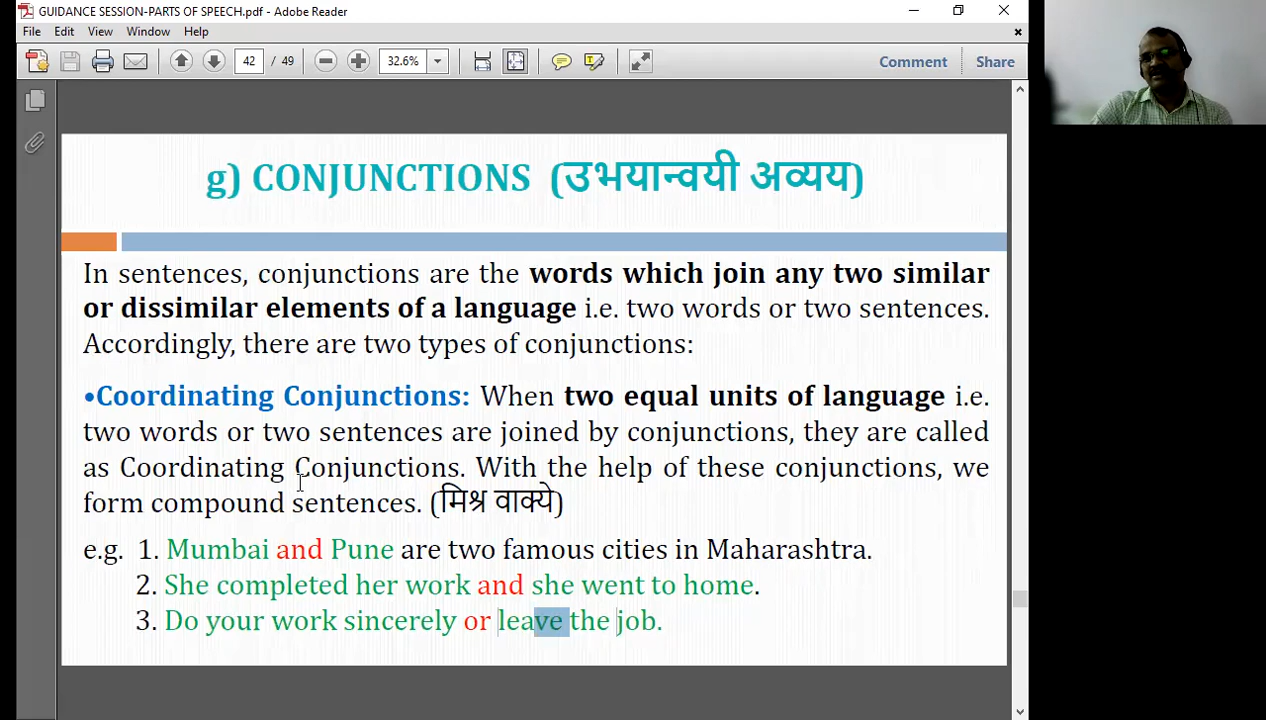 GUIDANCE SESSION-PARTS OF SPEECH.pdf - Adobe Reader
File Edit View Window Help
42 / 49 32.6% Comment Share
g) CONJUNCTIONS (उभयान्वयी अव्यय)
In sentences, conjunctions are the words which join any two similar
or dissimilar elements of a language i.e. two words or two sentences.
Accordingly, there are two types of conjunctions:
•Coordinating Conjunctions: When two equal units of language i.e.
two words or two sentences are joined by conjunctions, they are called
as Coordinating Conjunctions. With the help of these conjunctions, we
form compound sentences. (मिश्र वाक्ये)
e.g. 1. Mumbai and Pune are two famous cities in Maharashtra.
2. She completed her work and she went to home.
3. Do your work sincerely or leave the job.